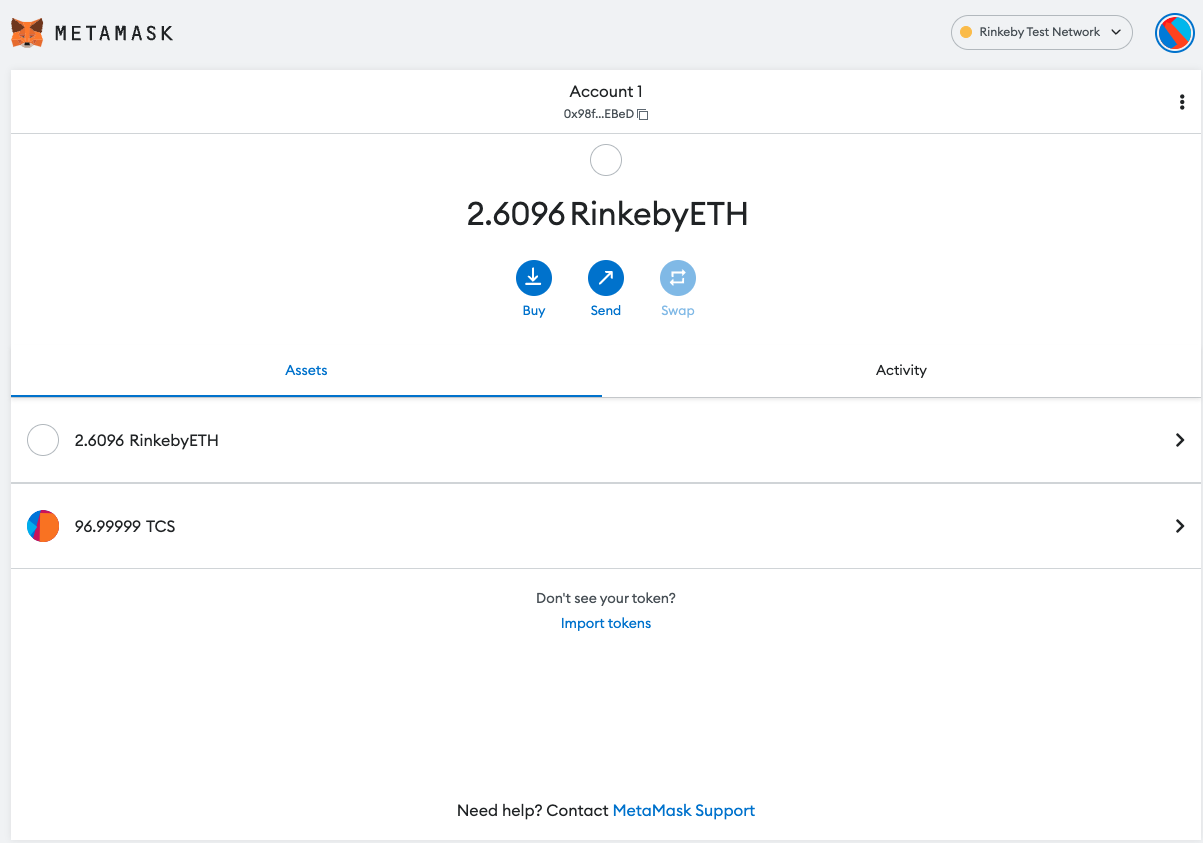 METAMASK
Rinkeby Test Network
Account 1
0x98f...EBeD
2.6096 RinkebyETH
Buy Send Swap
Assets Activity
2.6096 RinkebyETH
96.99999 TCS
Don't see your token?
Import tokens
Need help? Contact MetaMask Support